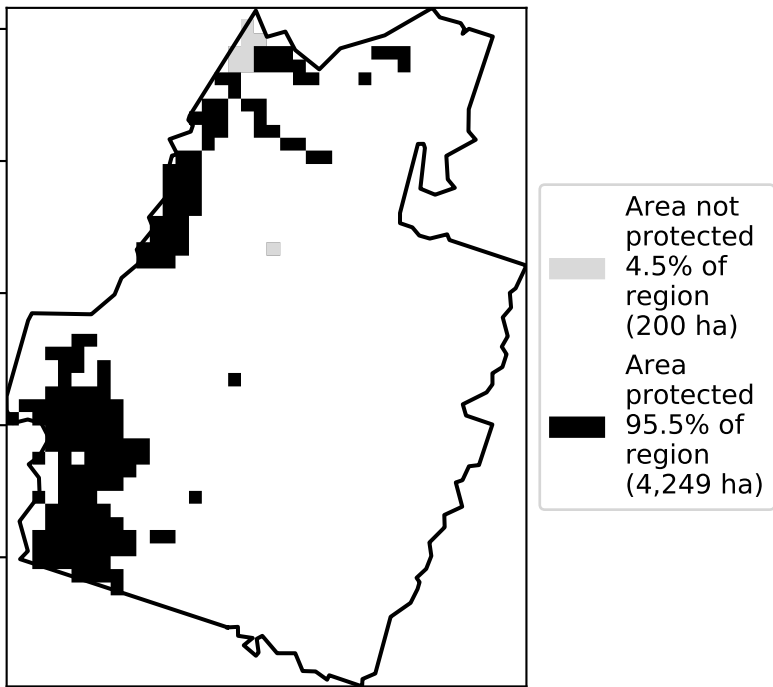 Area not
protected
4.5% of
region
(200 ha)
Area
protected
95.5% of
region
(4,249 ha)